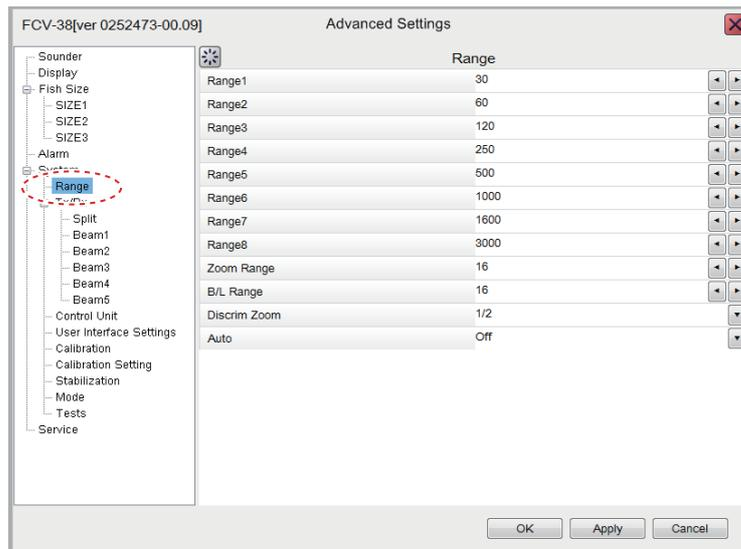 FCV-38[ver 0252473-00.09]
Advanced Settings
Sounder
Display
Fish Size
SIZE1
SIZE2
SIZE3
Alarm
System
Range
Split
Beam1
Beam2
Beam3
Beam4
Beam5
Control Unit
User Interface Settings
Calibration
Calibration Setting
Stabilization
Mode
Tests
Service
Range
Range1 30
Range2 60
Range3 120
Range4 250
Range5 500
Range6 1000
Range7 1600
Range8 3000
Zoom Range 16
B/L Range 16
Discrim Zoom 1/2
Auto Off
OK Apply Cancel